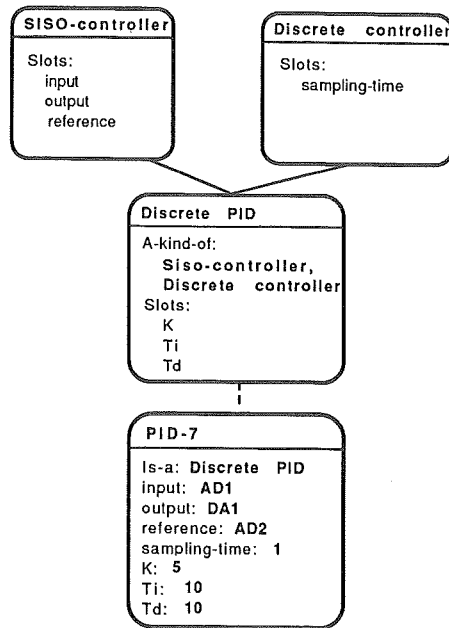 SISO-controller
Slots:
input
output
reference
Discrete controller
Slots:
sampling-time
Discrete PID
A-kind-of:
Siso-controller,
Discrete controller
Slots:
K
Ti
Td
PID-7
Is-a: Discrete PID
input: AD1
output: DA1
reference: AD2
sampling-time: 1
K: 5
Ti: 10
Td: 10